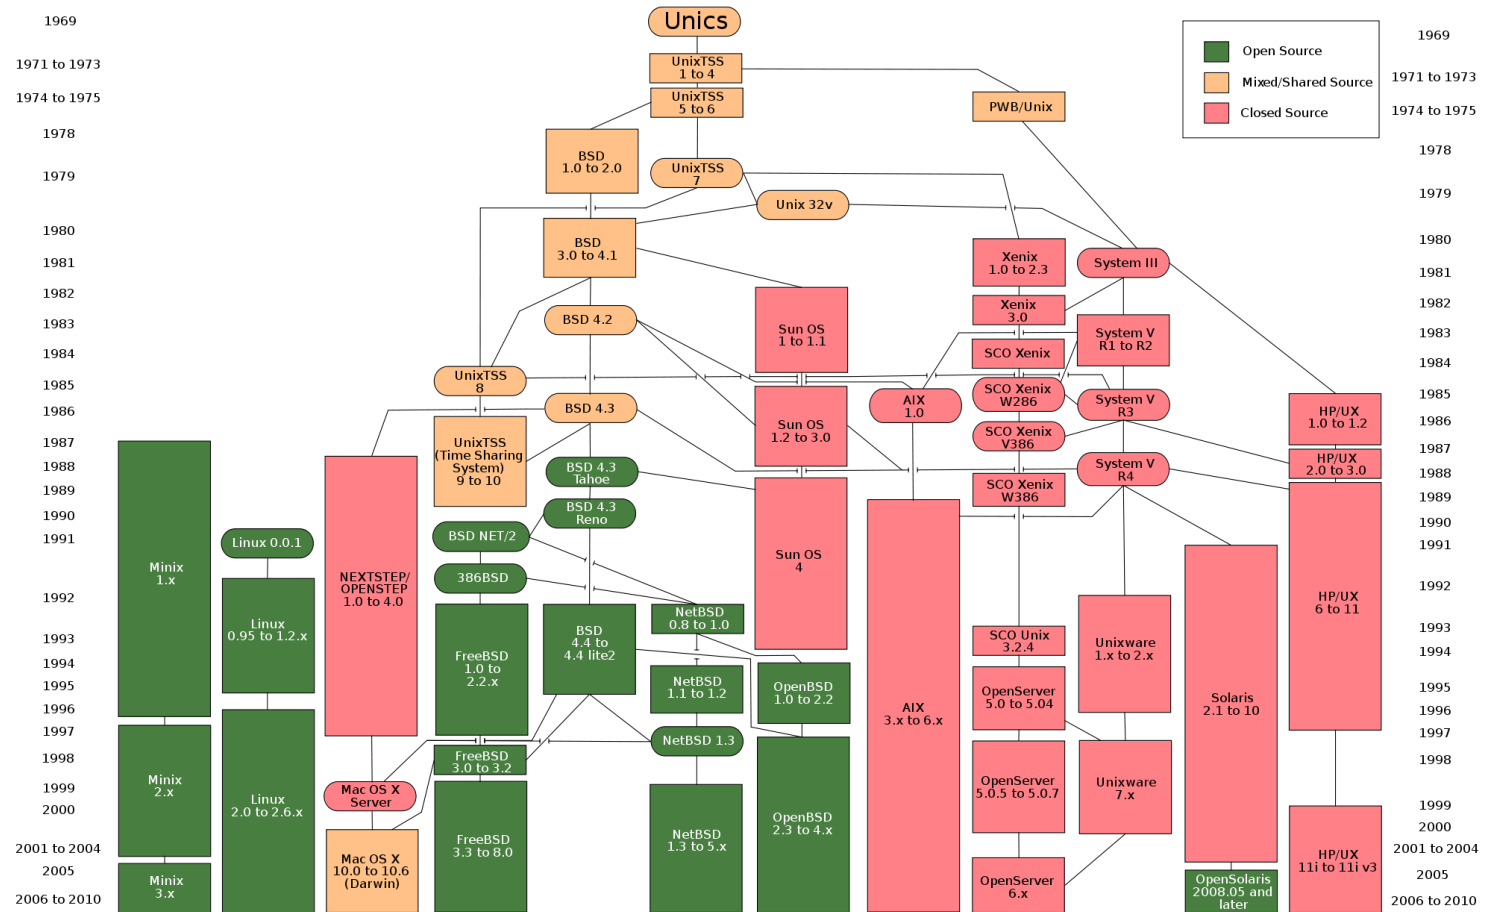 Unics
1969
1971 to 1973
1974 to 1975
1978
1979
1980
1981
1982
1983
1984
1985
1986
1987
1988
1989
1990
1991
1992
1993
1994
1995
1996
1997
1998
1999
2000
2001 to 2004
2005
2006 to 2010
UnixTSS
1 to 4
UnixTSS
5 to 6
PWB/Unix
BSD
1.0 to 2.0
UnixTSS
7
Unix 32v
BSD
3.0 to 4.1
Xenix
1.0 to 2.3
System III
Xenix
3.0
Sun OS
1 to 1.1
BSD 4.2
System V
R1 to R2
SCO Xenix
UnixTSS
8
SCO Xenix
W286
AIX
1.0
System V
R3
BSD 4.3
Sun OS
1.2 to 3.0
HP/UX
1.0 to 1.2
SCO Xenix
V386
UnixTSS
(Time Sharing
System)
9 to 10
HP/UX
2.0 to 3.0
BSD 4.3
Tahoe
System V
R4
SCO Xenix
W386
BSD 4.3
Reno
BSD NET/2
Linux 0.0.1
Minix
1.x
Sun OS
4
386BSD
NEXTSTEP/
OPENSTEP
1.0 to 4.0
HP/UX
6 to 11
NetBSD
0.8 to 1.0
Linux
0.95 to 1.2.x
BSD
4.4 to
4.4 lite2
SCO Unix
3.2.4
Unixware
1.x to 2.x
FreeBSD
1.0 to
2.2.x
NetBSD
1.1 to 1.2
OpenBSD
1.0 to 2.2
OpenServer
5.0 to 5.04
Solaris
2.1 to 10
AIX
3.x to 6.x
NetBSD 1.3
FreeBSD
3.0 to 3.2
Minix
2.x
Mac OS X
Server
Linux
2.0 to 2.6.x
OpenServer
5.0.5 to 5.0.7
Unixware
7.x
OpenBSD
2.3 to 4.x
NetBSD
1.3 to 5.x
FreeBSD
3.3 to 8.0
Mac OS X
10.0 to 10.6
(Darwin)
HP/UX
11i to 11i v3
Minix
3.x
OpenServer
6.x
OpenSolaris
2008.05 and
later
Open Source
Mixed/Shared Source
Closed Source
1969
1971 to 1973
1974 to 1975
1978
1979
1980
1981
1982
1983
1984
1985
1986
1987
1988
1989
1990
1991
1992
1993
1994
1995
1996
1997
1998
1999
2000
2001 to 2004
2005
2006 to 2010